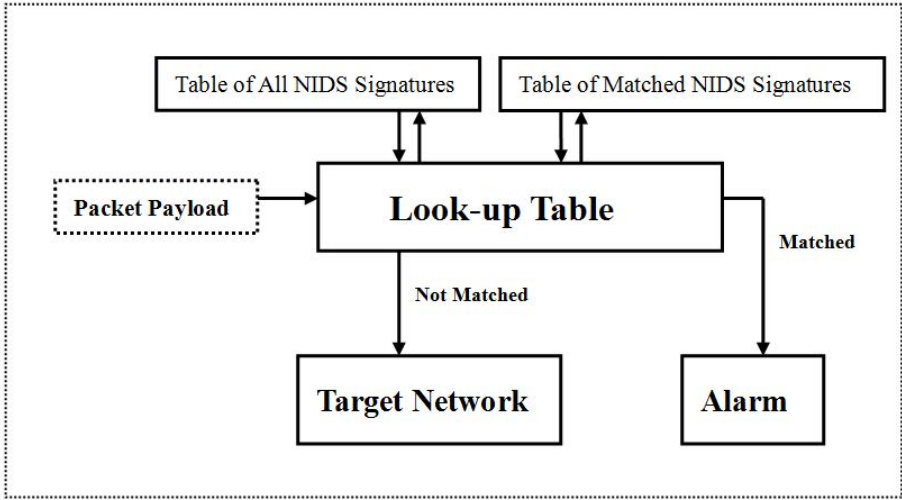 Table of All NIDS Signatures
Table of Matched NIDS Signatures
Packet Payload
Look-up Table
Matched
Not Matched
Target Network
Alarm